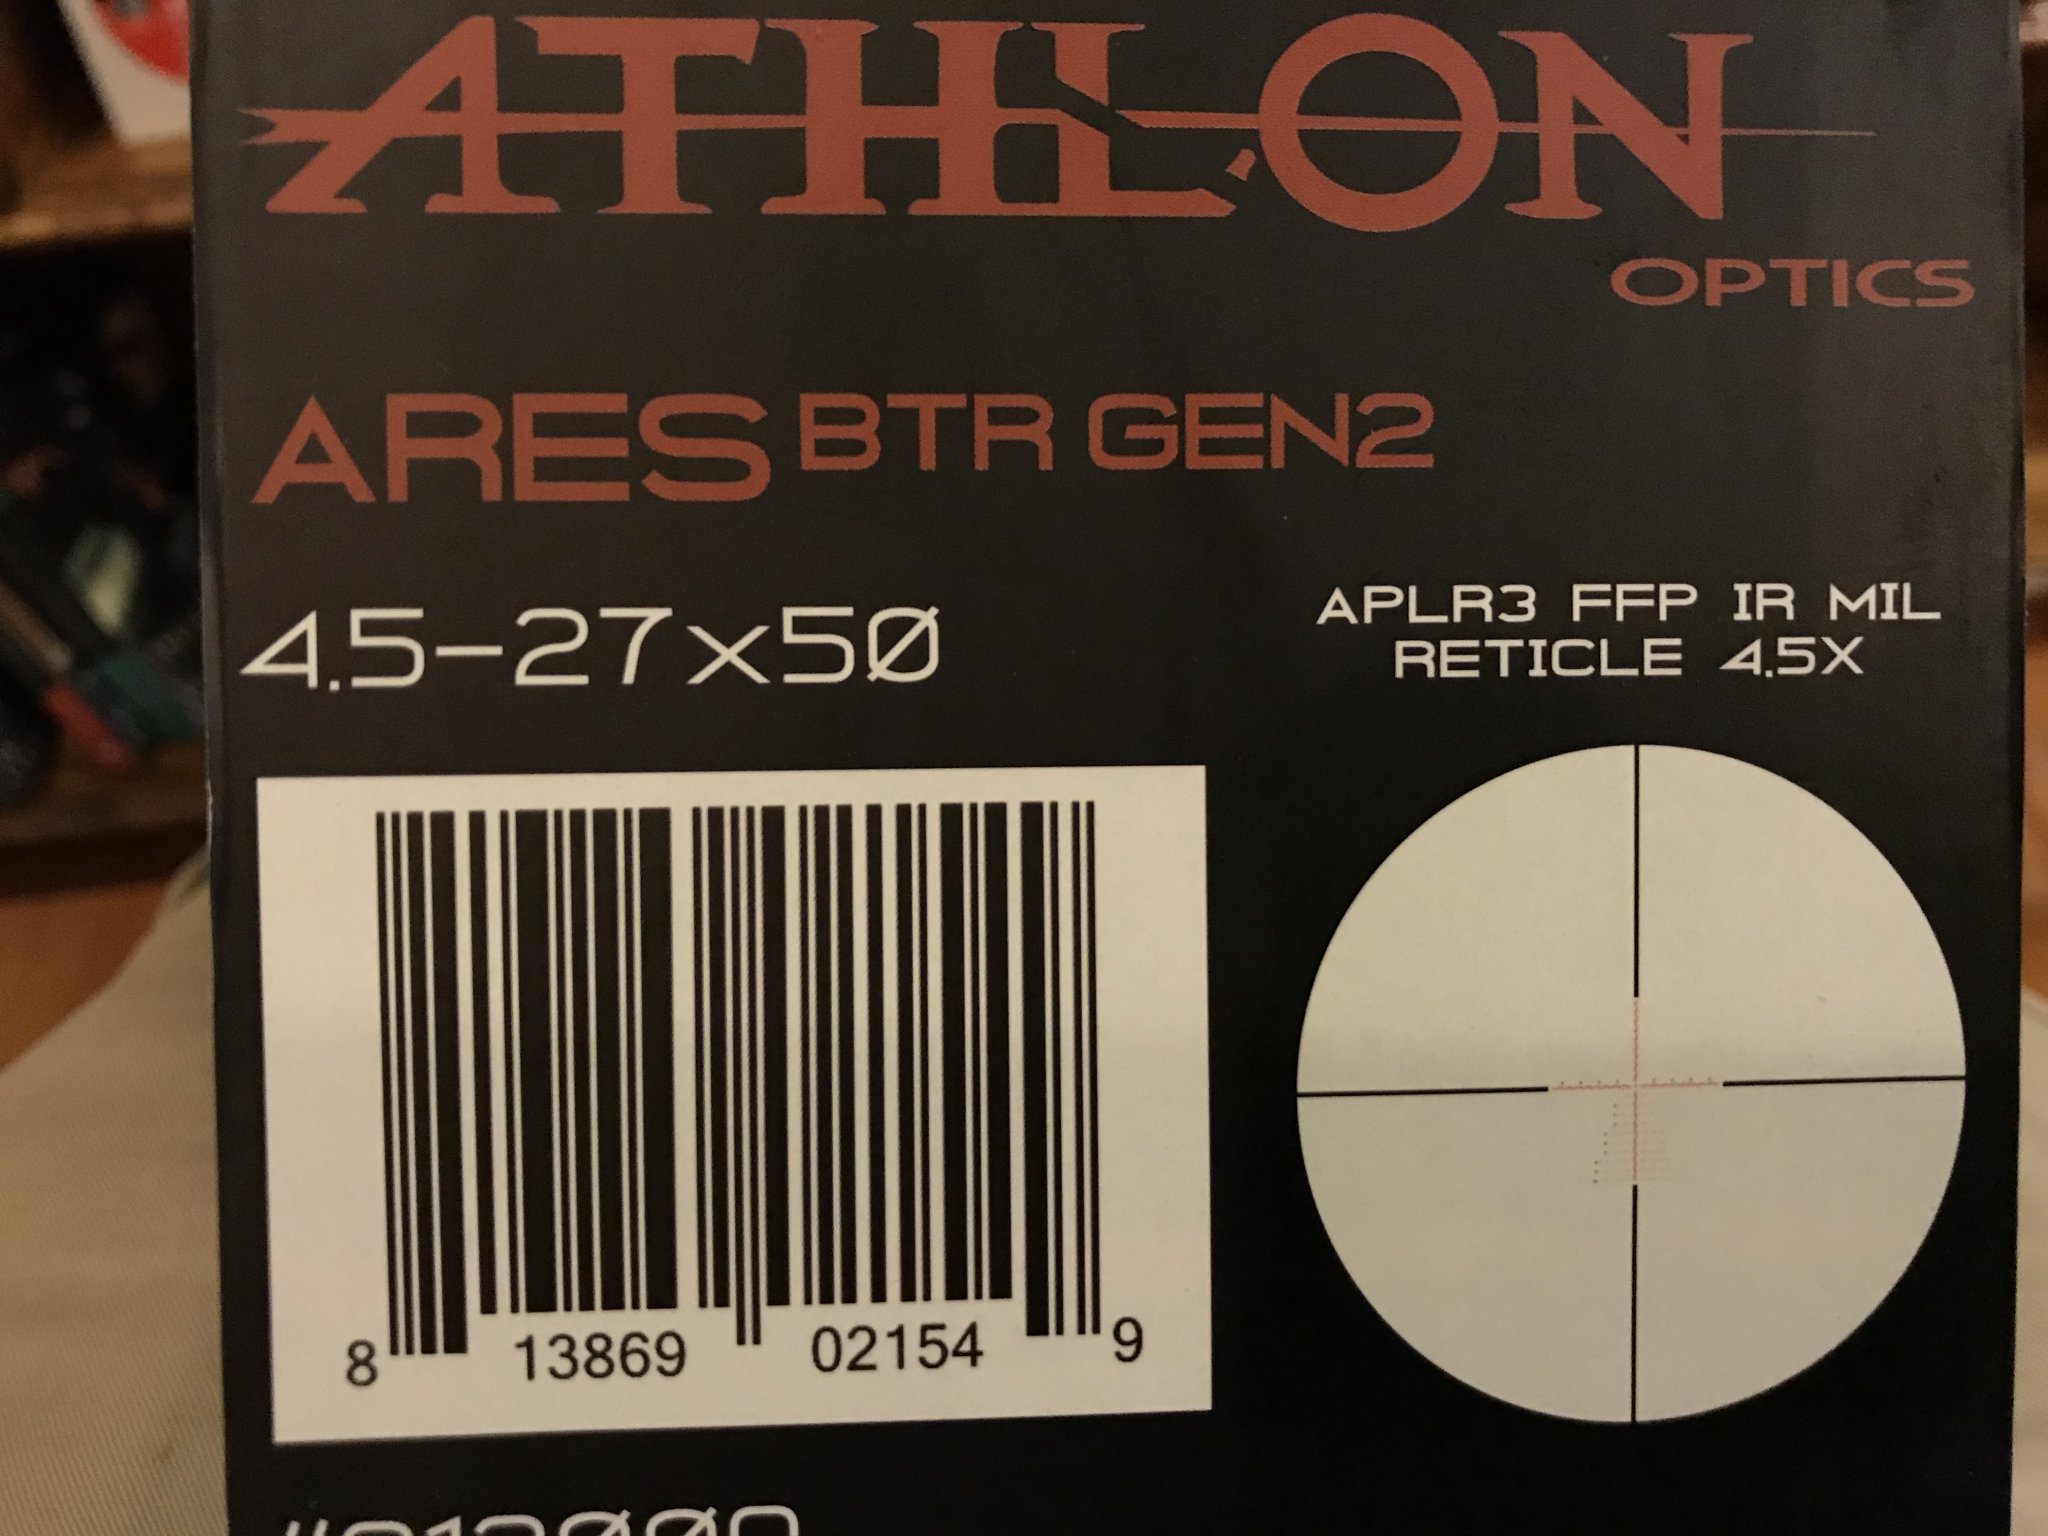 ATHLON
OPTICS
ARES BTR GEN2
4.5-27x50
APLR3 FFP IR MIL
RETICLE 4.5X
8 13869 02154 9